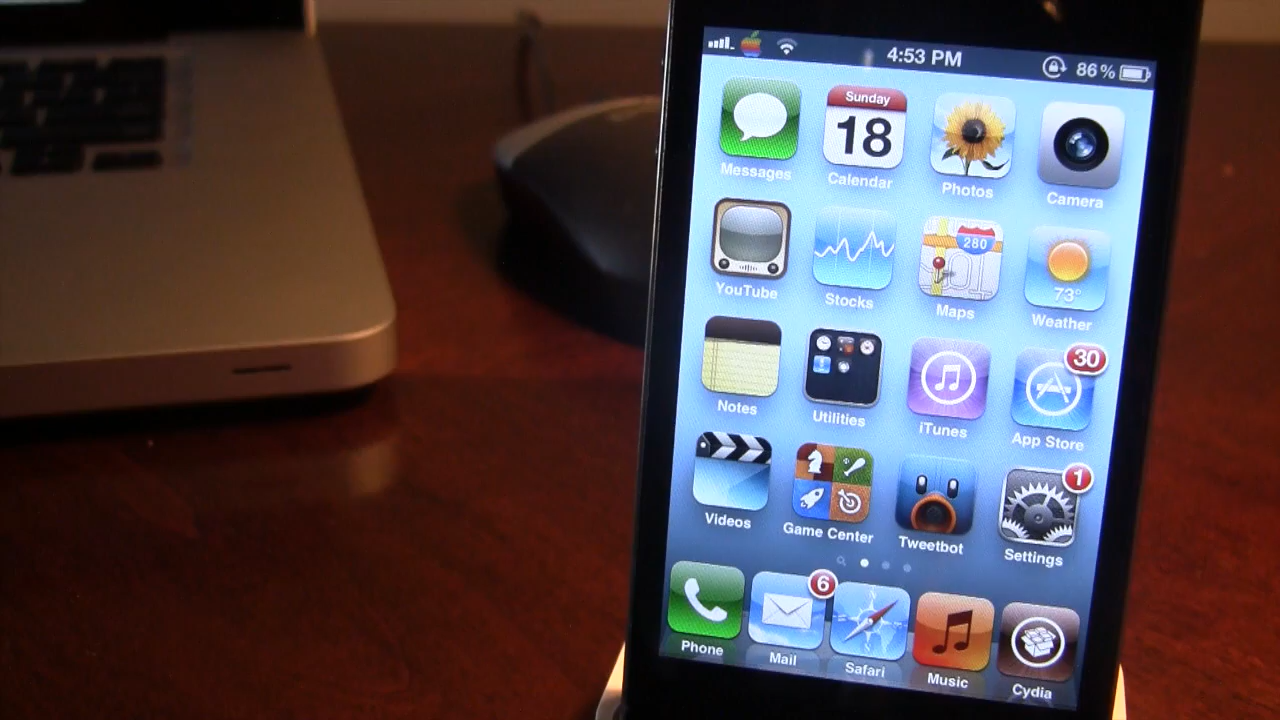 4:53 PM 86%
Sunday
18
Messages Calendar Photos Camera
280
73°
YouTube Stocks Maps Weather
30
Notes Utilities iTunes App Store
1
Videos Game Center Tweetbot Settings
6
Phone Mail Safari Music Cydia